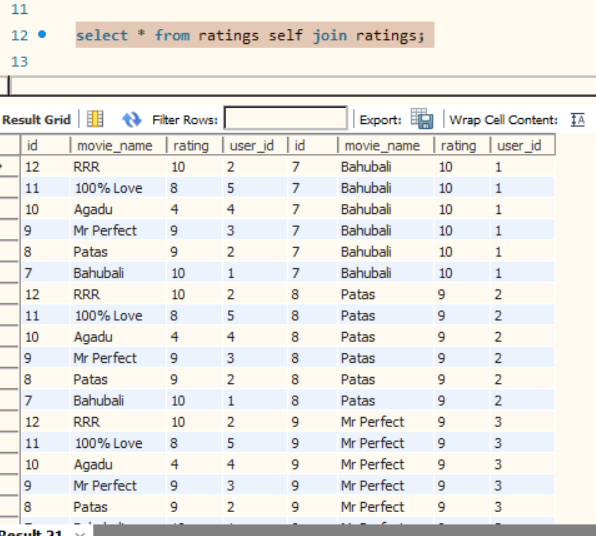 11
12 select * from ratings self join ratings;
13
Result Grid Filter Rows: Export: Wrap Cell Content:
id movie_name rating user_id id movie_name rating user_id
12 RRR 10 2 7 Bahubali 10 1
11 100% Love 8 5 7 Bahubali 10 1
10 Agadu 4 4 7 Bahubali 10 1
9 Mr Perfect 9 3 7 Bahubali 10 1
8 Patas 9 2 7 Bahubali 10 1
7 Bahubali 10 1 7 Bahubali 10 1
12 RRR 10 2 8 Patas 9 2
11 100% Love 8 5 8 Patas 9 2
10 Agadu 4 4 8 Patas 9 2
9 Mr Perfect 9 3 8 Patas 9 2
8 Patas 9 2 8 Patas 9 2
7 Bahubali 10 1 8 Patas 9 2
12 RRR 10 2 9 Mr Perfect 9 3
11 100% Love 8 5 9 Mr Perfect 9 3
10 Agadu 4 4 9 Mr Perfect 9 3
9 Mr Perfect 9 3 9 Mr Perfect 9 3
8 Patas 9 2 9 Mr Perfect 9 3
Result 21